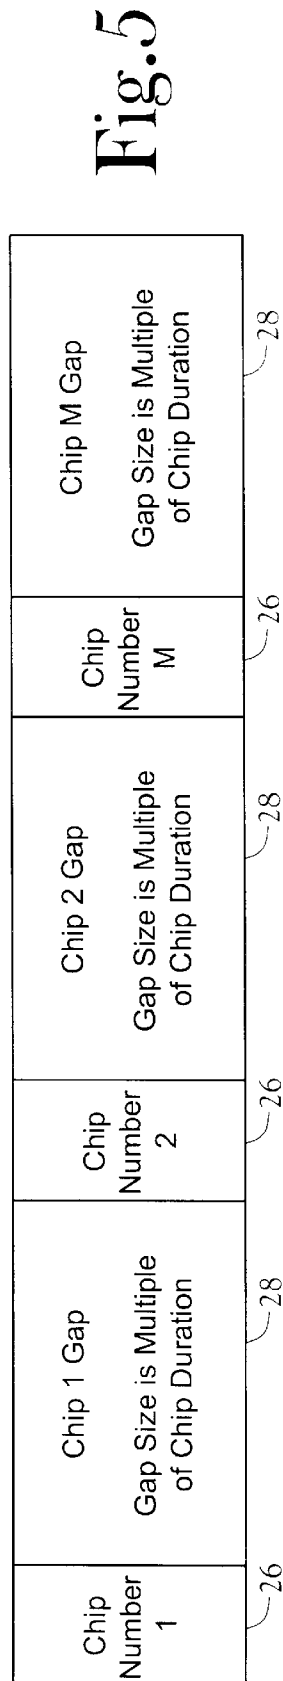 Chip
Number
1
Chip 1 Gap
Gap Size is Multiple
of Chip Duration
Chip
Number
2
Chip 2 Gap
Gap Size is Multiple
of Chip Duration
Chip
Number
M
Chip M Gap
Gap Size is Multiple
of Chip Duration
26
28
26
28
26
28
Fig.5